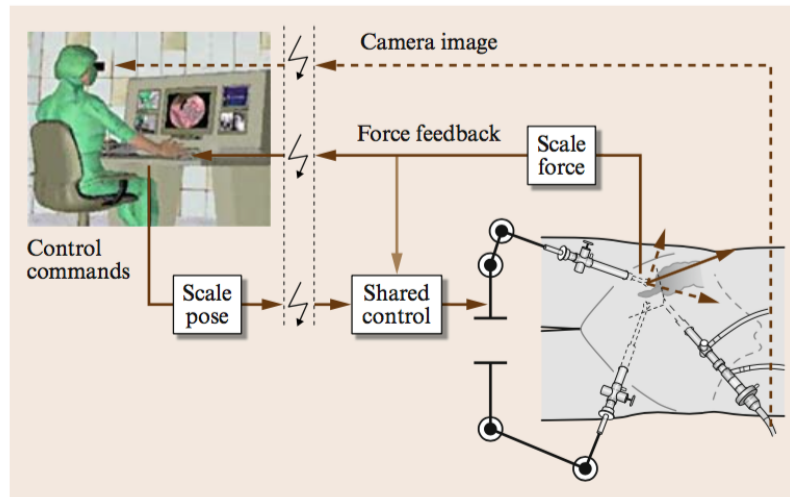 Camera image
Force feedback
Scale
force
Control
commands
Scale
pose
Shared
control